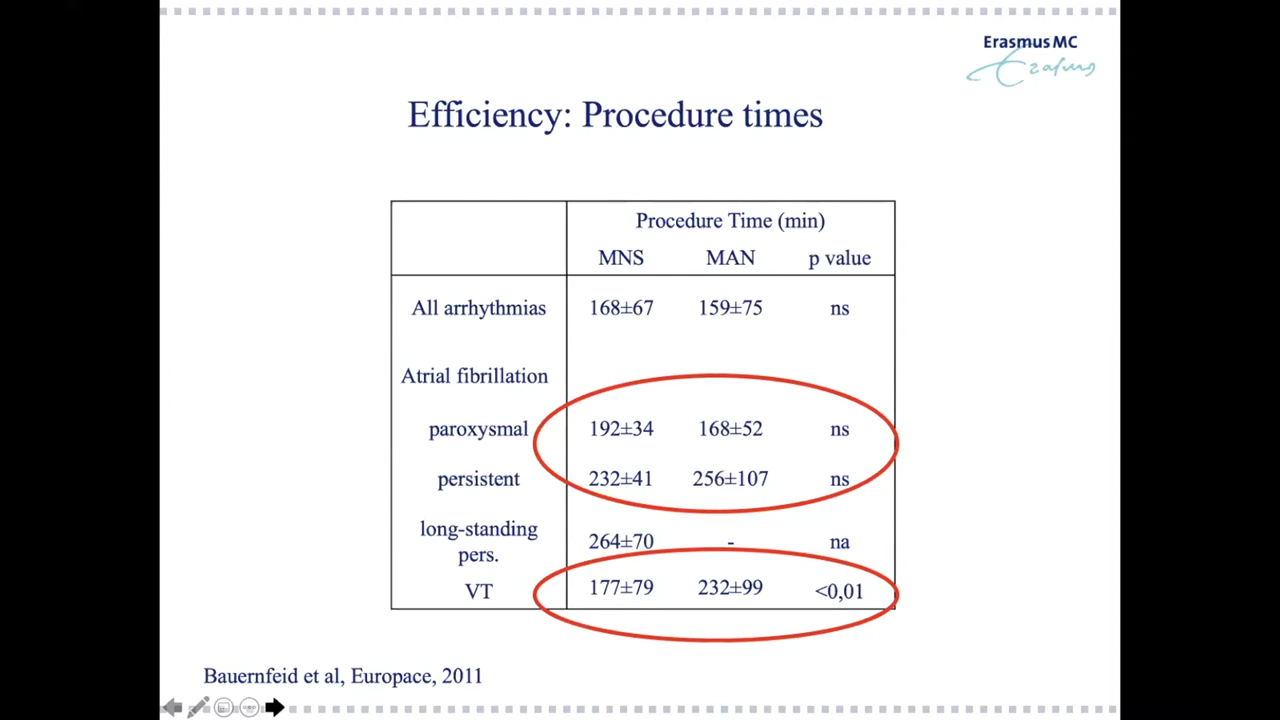 Erasmus MC
Erasmus
Efficiency: Procedure times
Procedure Time (min)
MNS MAN p value
All arrhythmias 168±67 159±75 ns
Atrial fibrillation
paroxysmal 192±34 168±52 ns
persistent 232±41 256±107 ns
long-standing
pers. 264±70 - na
VT 177±79 232±99 <0,01
Bauernfeid et al, Europace, 2011